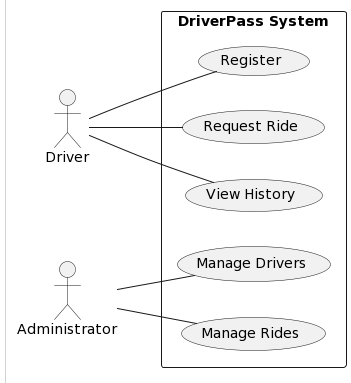 DriverPass System
Register
Driver
Request Ride
View History
Administrator
Manage Drivers
Manage Rides